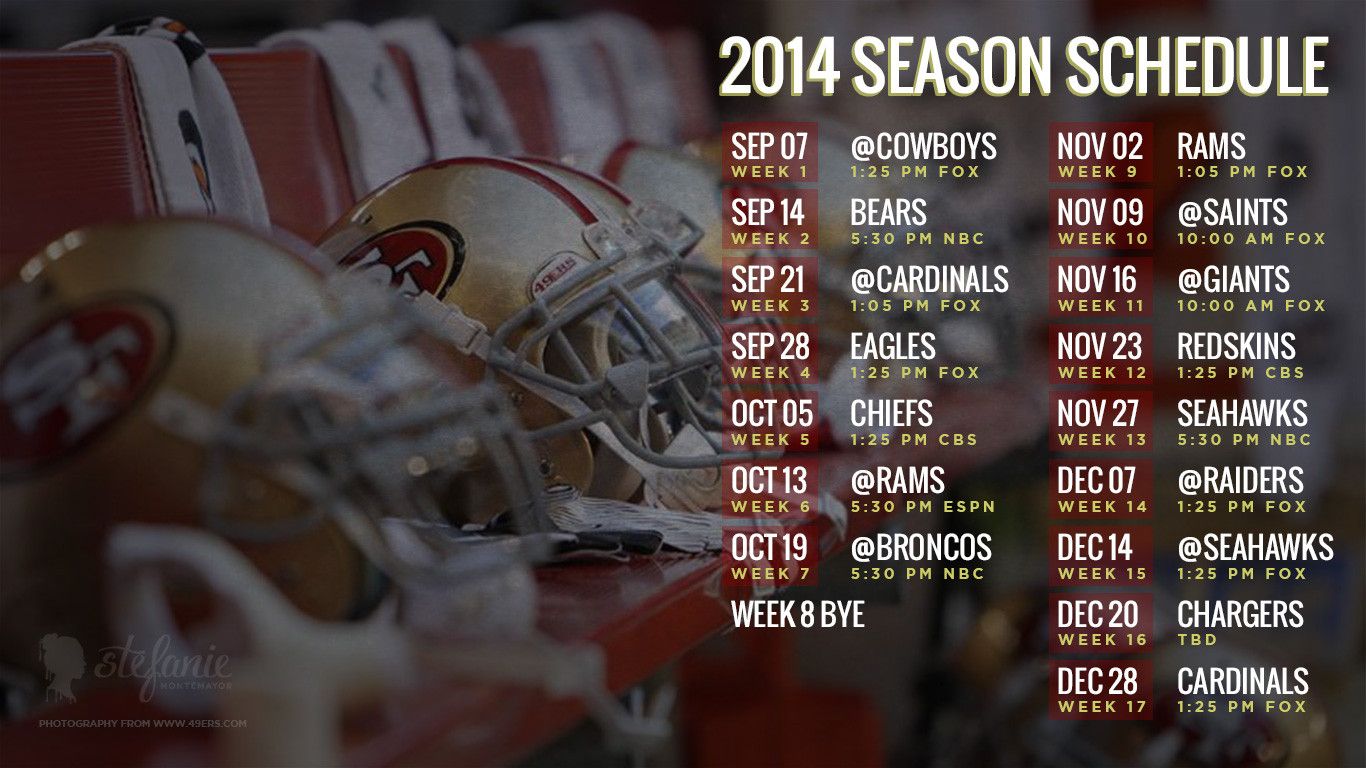 2014 SEASON SCHEDULE
SEP 07 @COWBOYS
WEEK 1 1:25 PM FOX
SEP 14 BEARS
WEEK 2 5:30 PM NBC
SEP 21 @CARDINALS
WEEK 3 1:05 PM FOX
SEP 28 EAGLES
WEEK 4 1:25 PM FOX
OCT 05 CHIEFS
WEEK 5 1:25 PM CBS
OCT 13 @RAMS
WEEK 6 5:30 PM ESPN
OCT 19 @BRONCOS
WEEK 7 5:30 PM NBC
WEEK 8 BYE
NOV 02 RAMS
WEEK 9 1:05 PM FOX
NOV 09 @SAINTS
WEEK 10 10:00 AM FOX
NOV 16 @GIANTS
WEEK 11 10:00 AM FOX
NOV 23 REDSKINS
WEEK 12 1:25 PM CBS
NOV 27 SEAHAWKS
WEEK 13 5:30 PM NBC
DEC 07 @RAIDERS
WEEK 14 1:25 PM FOX
DEC 14 @SEAHAWKS
WEEK 15 1:25 PM FOX
DEC 20 CHARGERS
WEEK 16 TBD
DEC 28 CARDINALS
WEEK 17 1:25 PM FOX
49ERS
SF
SF
stefanie
MONTEMAYOR
PHOTOGRAPHY FROM WWW.49ERS.COM